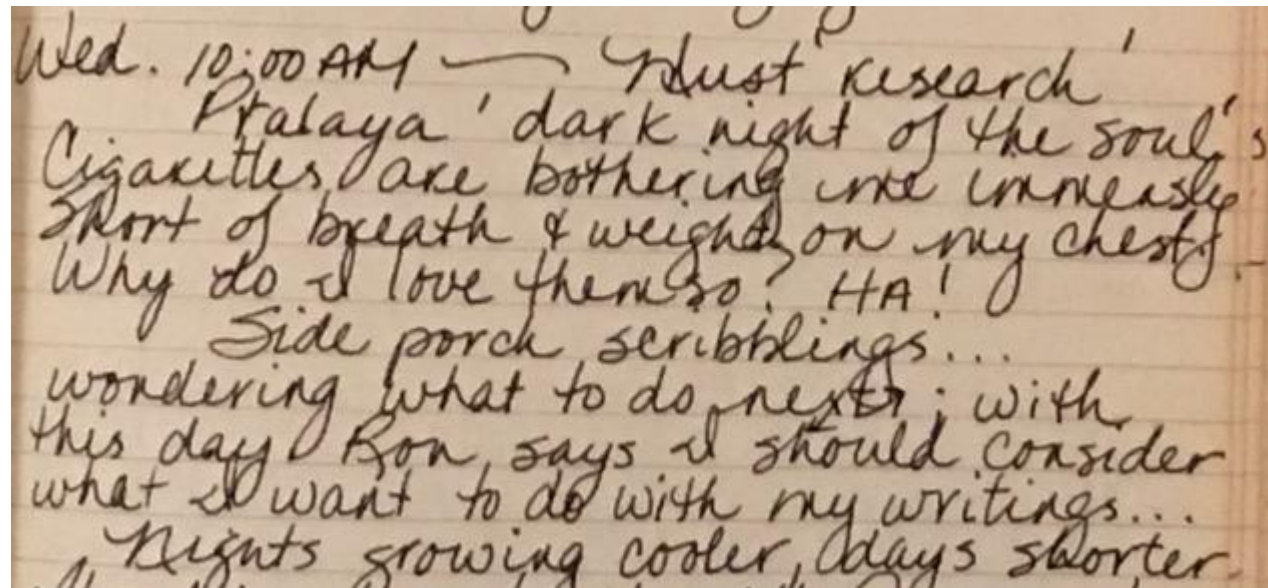 Wed. 10:00 AM — Must research
Pralaya 'dark night of the soul's
Cigarettes are bothering me immensly
Short of breath & weight on my chest.
Why do I love them so? HA!
Side porch scribblings...
wondering what to do next; with
this day. Ron says I should consider
what I want to do with my writings...
Nights growing cooler, days shorter